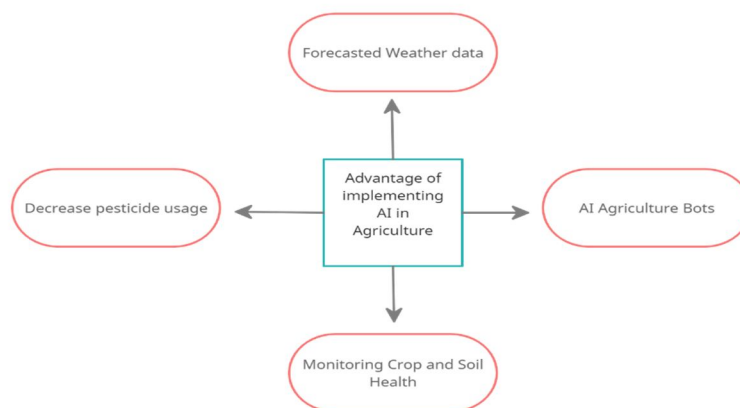 Forecasted Weather data
Advantage of
implementing
AI in
Agriculture
Decrease pesticide usage
AI Agriculture Bots
Monitoring Crop and Soil
Health